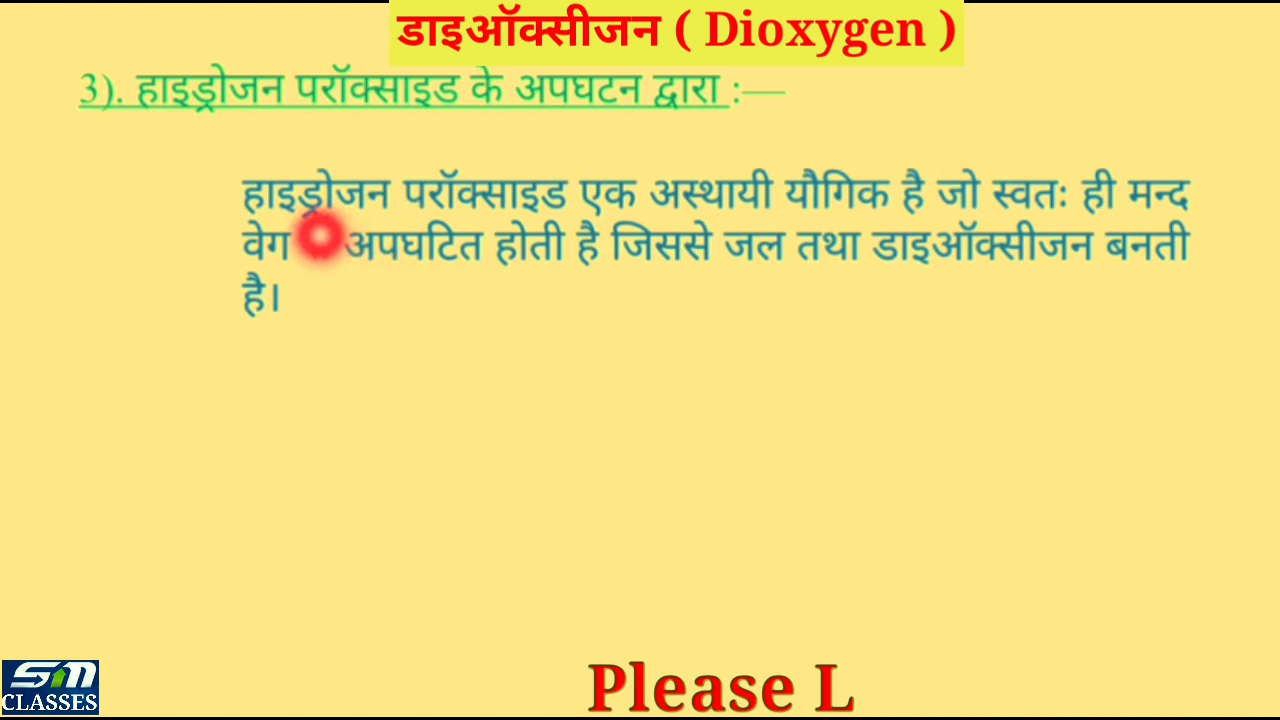 डाइऑक्सीजन ( Dioxygen )
3). हाइड्रोजन परॉक्साइड के अपघटन द्वारा :—
हाइड्रोजन परॉक्साइड एक अस्थायी यौगिक है जो स्वतः ही मन्द
वेग अपघटित होती है जिससे जल तथा डाइऑक्सीजन बनती
है।
SM
CLASSES
Please L